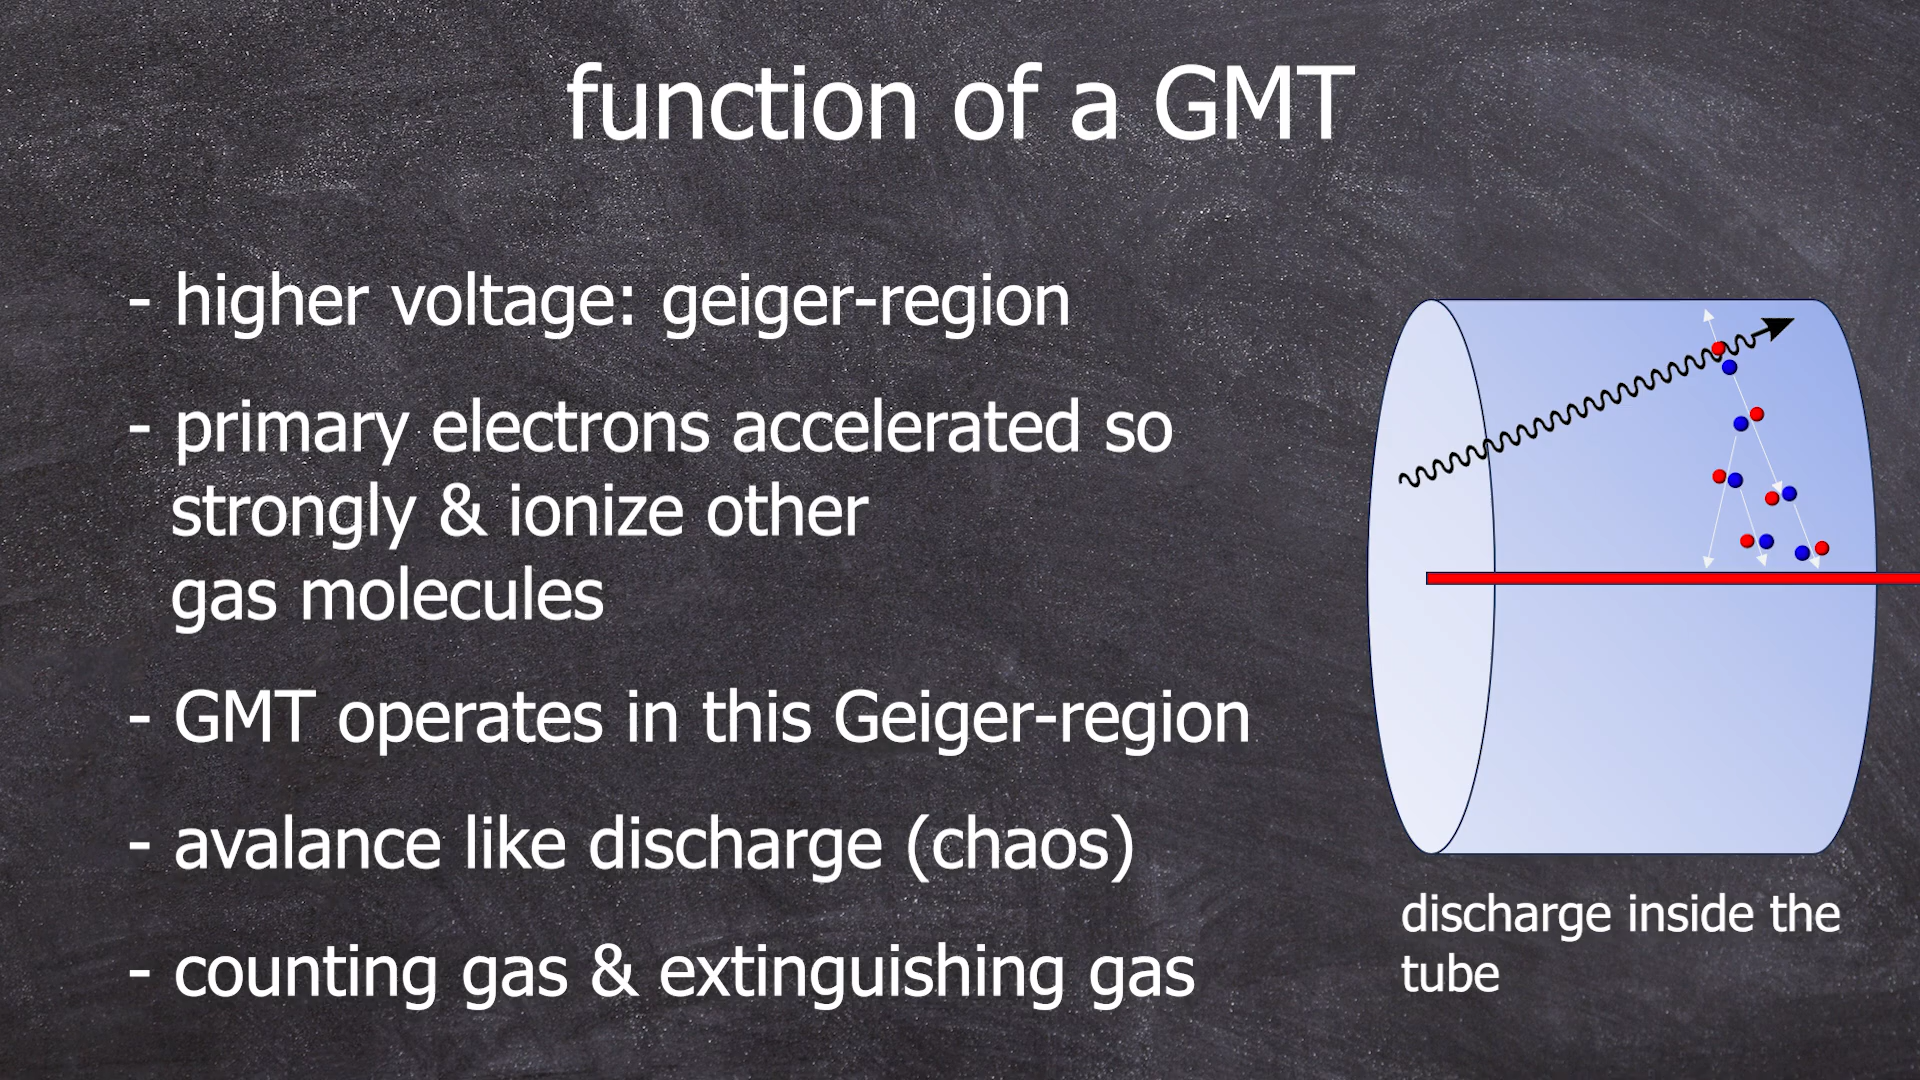 function of a GMT
- higher voltage: geiger-region
- primary electrons accelerated so
strongly & ionize other
gas molecules
- GMT operates in this Geiger-region
- avalance like discharge (chaos)
- counting gas & extinguishing gas
discharge inside the
tube